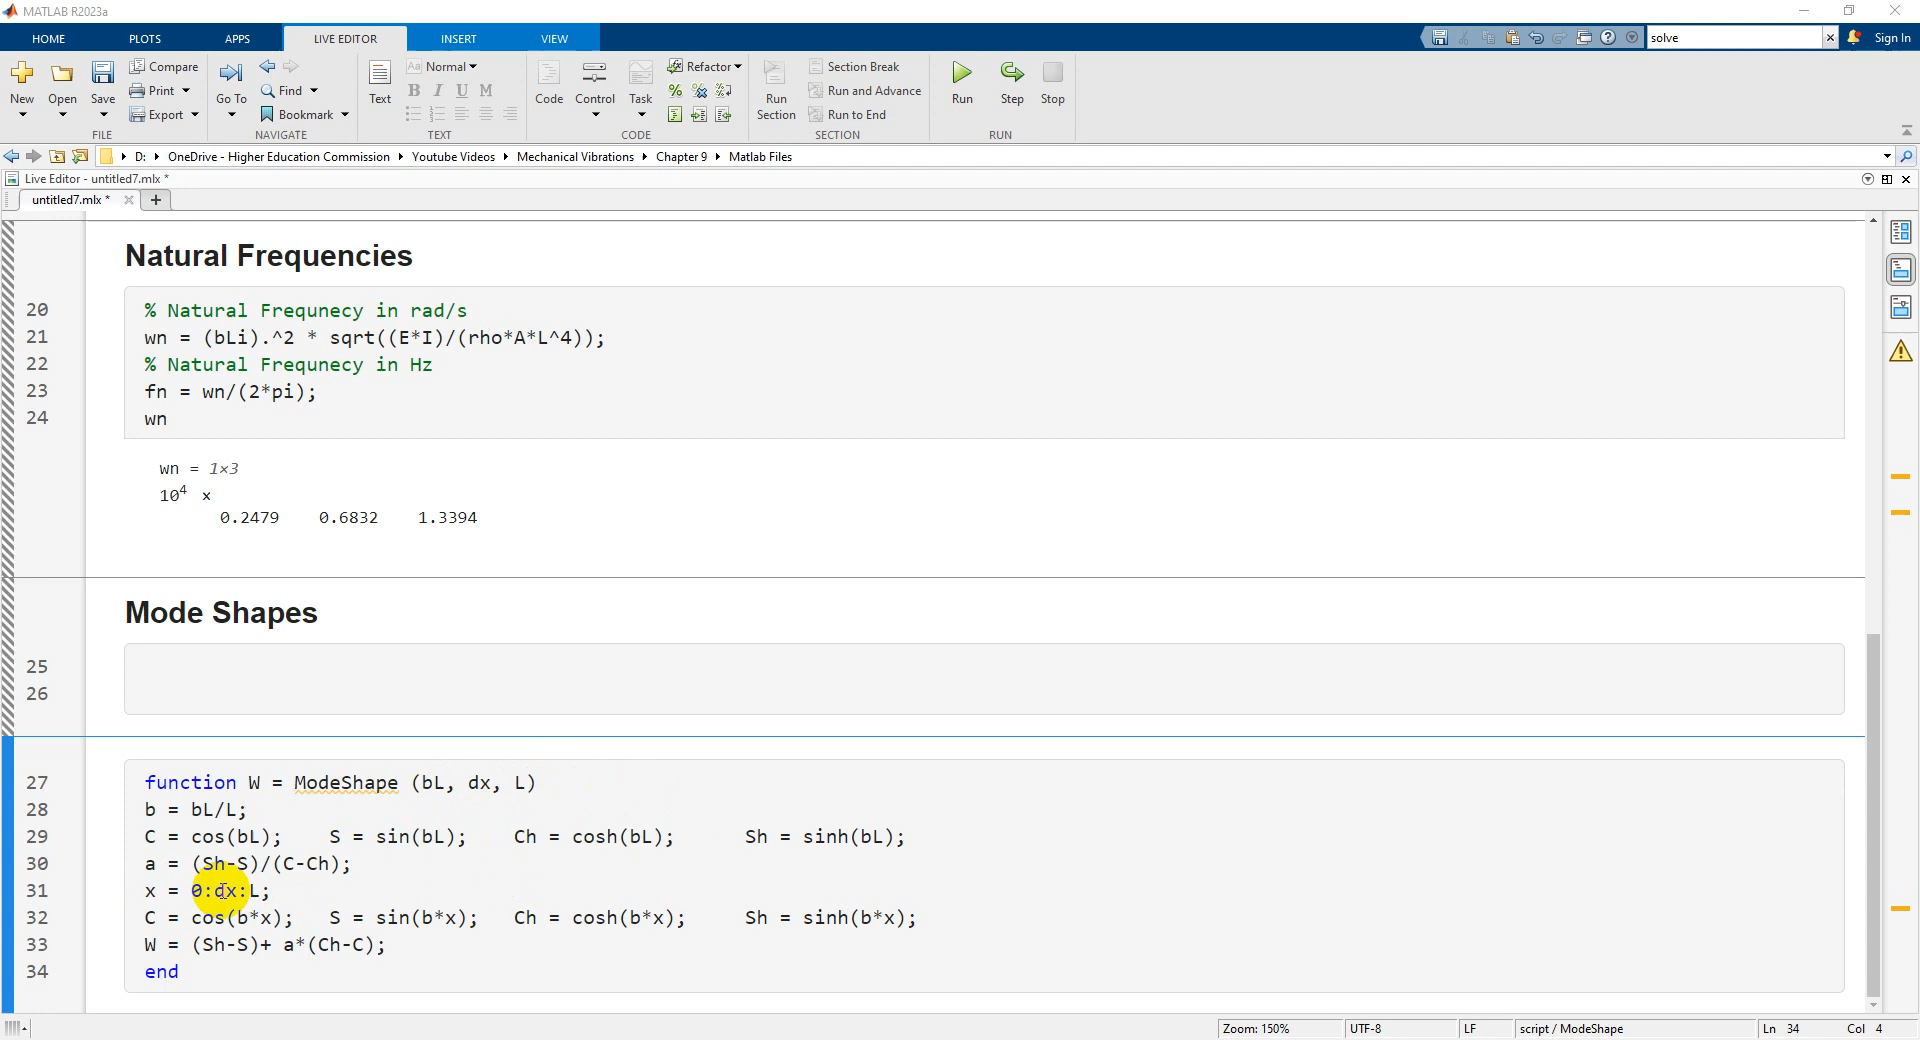 MATLAB R2023a
HOME PLOTS APPS LIVE EDITOR INSERT VIEW solve Sign In
New Open Save Compare Print Export
FILE
Go To Find Bookmark
NAVIGATE
Text Aa Normal B I U M
TEXT
Code Control Task Refactor
CODE
Run Section Section Break Run and Advance Run to End
SECTION
Run Step Stop
RUN
D: OneDrive - Higher Education Commission Youtube Videos Mechanical Vibrations Chapter 9 Matlab Files
Live Editor - untitled7.mlx *
untitled7.mlx *
Natural Frequencies
20 % Natural Frequnecy in rad/s
21 wn = (bLi).^2 * sqrt((E*I)/(rho*A*L^4));
22 % Natural Frequnecy in Hz
23 fn = wn/(2*pi);
24 wn
wn = 1×3
10⁴ ×
0.2479 0.6832 1.3394
Mode Shapes
25
26
27 function W = ModeShape (bL, dx, L)
28 b = bL/L;
29 C = cos(bL); S = sin(bL); Ch = cosh(bL); Sh = sinh(bL);
30 a = (Sh-S)/(C-Ch);
31 x = 0:dx:L;
32 C = cos(b*x); S = sin(b*x); Ch = cosh(b*x); Sh = sinh(b*x);
33 W = (Sh-S)+ a*(Ch-C);
34 end
Zoom: 150% UTF-8 LF script / ModeShape Ln 34 Col 4